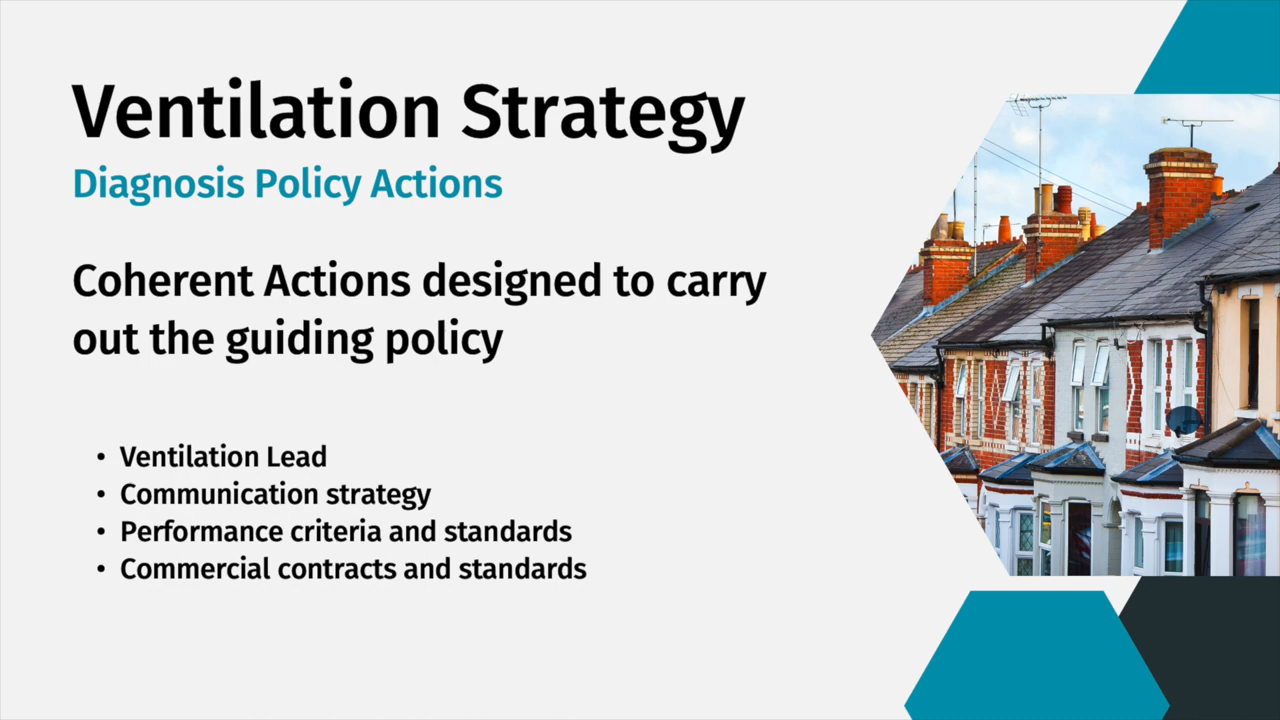 Ventilation Strategy
Diagnosis Policy Actions
Coherent Actions designed to carry
out the guiding policy
• Ventilation Lead
• Communication strategy
• Performance criteria and standards
• Commercial contracts and standards